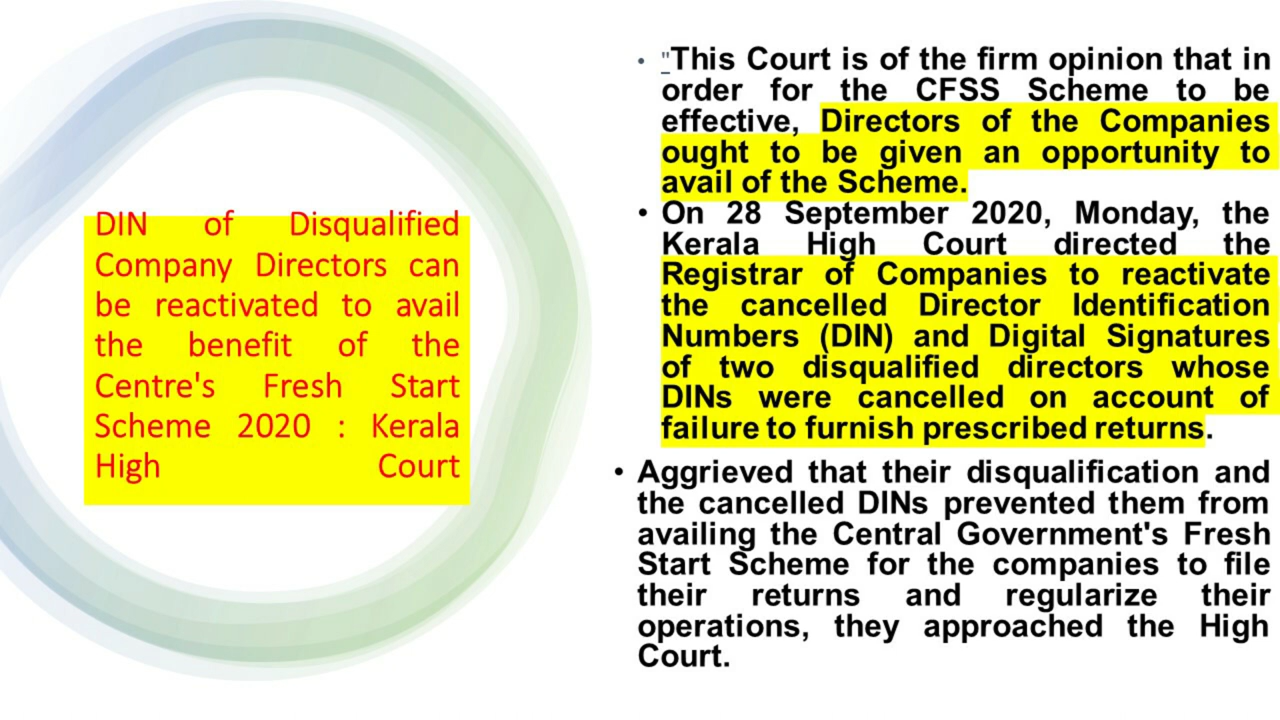 DIN of Disqualified
Company Directors can
be reactivated to avail
the benefit of the
Centre's Fresh Start
Scheme 2020 : Kerala
High Court
• "This Court is of the firm opinion that in
order for the CFSS Scheme to be
effective, Directors of the Companies
ought to be given an opportunity to
avail of the Scheme.
• On 28 September 2020, Monday, the
Kerala High Court directed the
Registrar of Companies to reactivate
the cancelled Director Identification
Numbers (DIN) and Digital Signatures
of two disqualified directors whose
DINs were cancelled on account of
failure to furnish prescribed returns.
• Aggrieved that their disqualification and
the cancelled DINs prevented them from
availing the Central Government's Fresh
Start Scheme for the companies to file
their returns and regularize their
operations, they approached the High
Court.